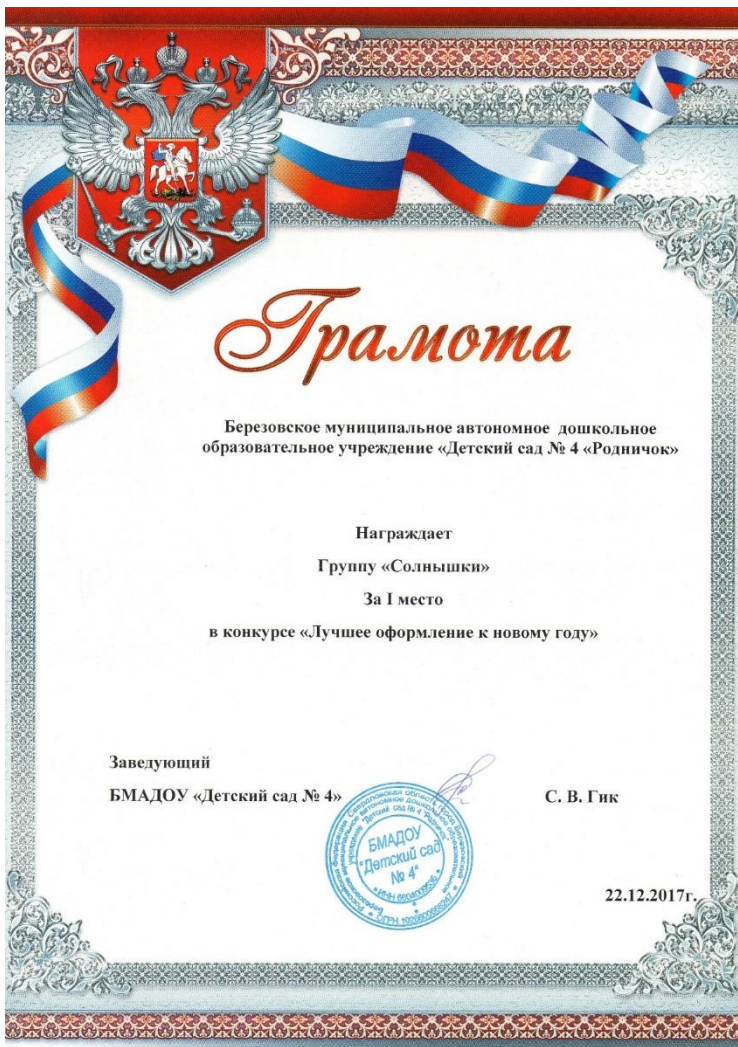 Грамота
Березовское муниципальное автономное дошкольное
образовательное учреждение «Детский сад № 4 «Родничок»
Награждает
Группу «Солнышки»
За I место
в конкурсе «Лучшее оформление к новому году»
Заведующий
БМАДОУ «Детский сад № 4»
С. В. Гик
БМАДОУ
"Детский сад
№ 4"
22.12.2017г.